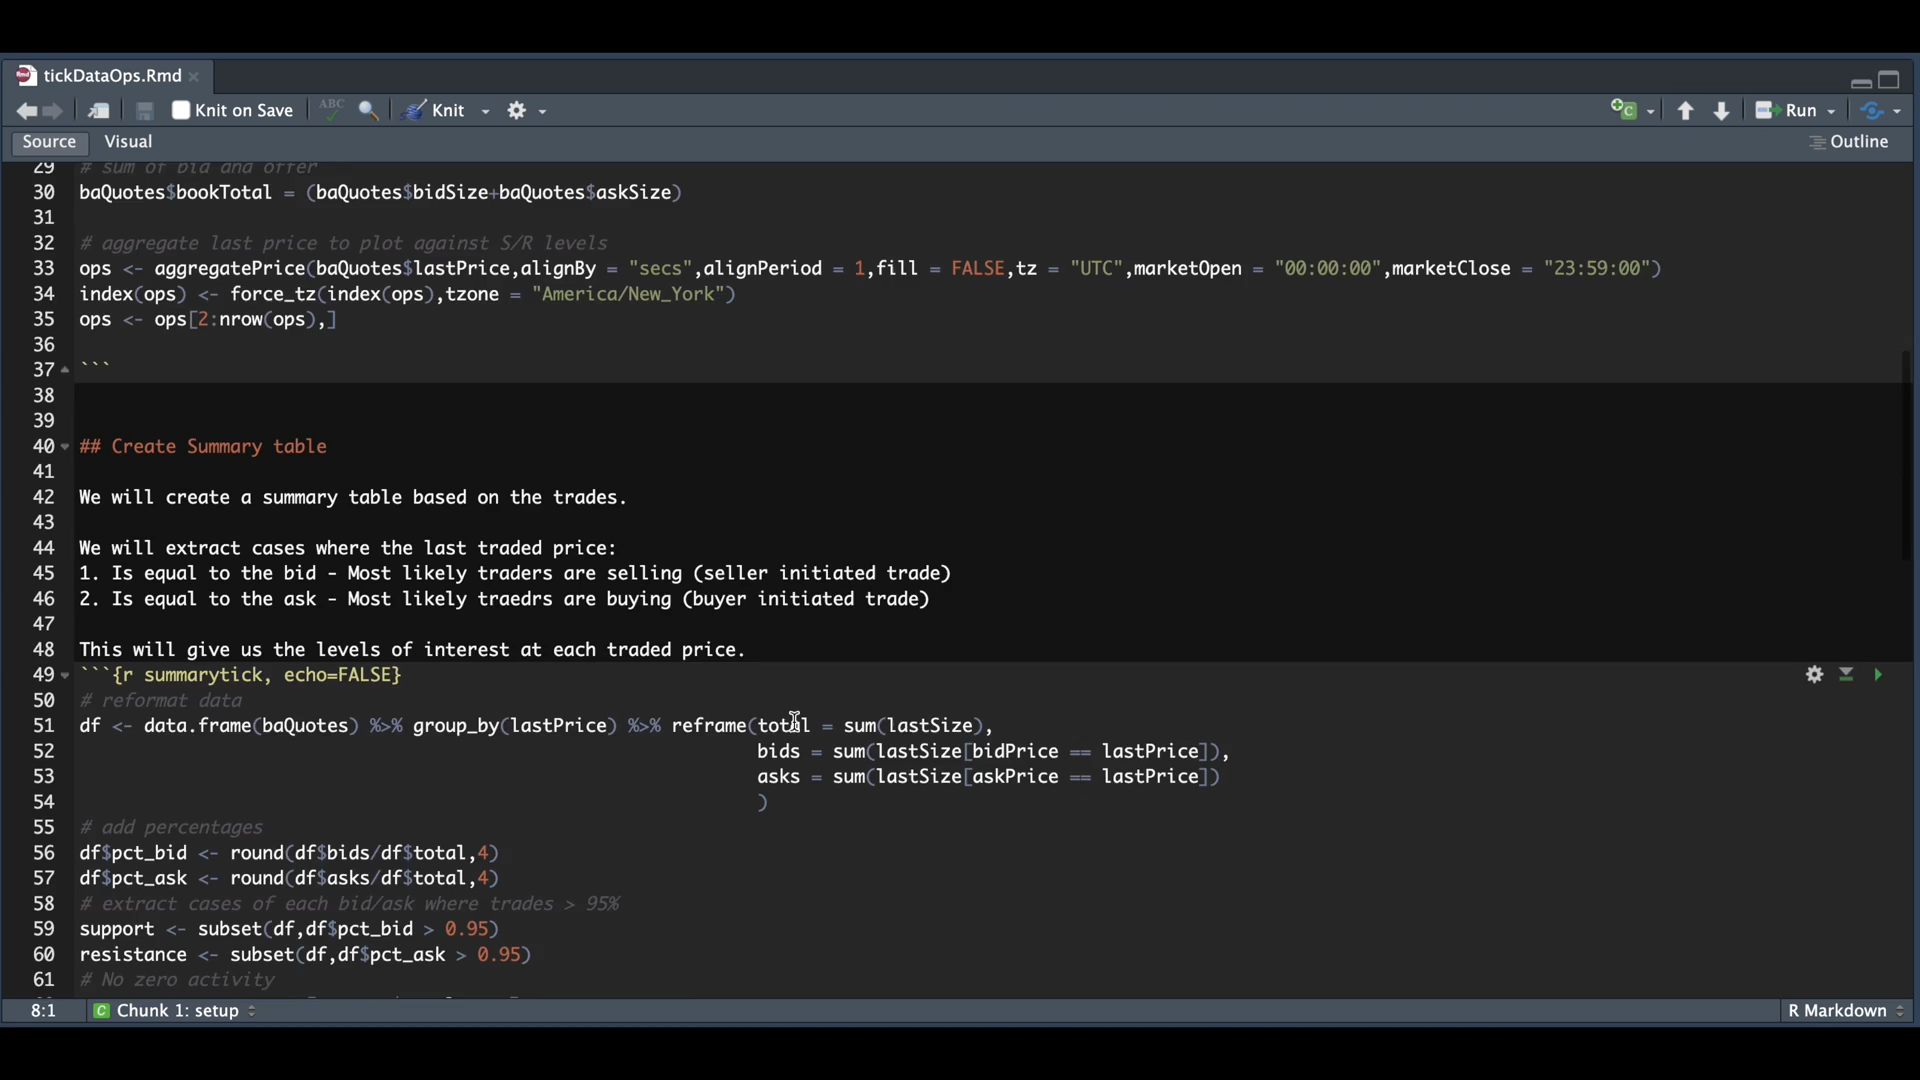 tickDataOps.Rmd
Knit on Save
ABC
Knit
Run
Source
Visual
Outline
29 # sum of bid and offer
30 baQuotes$bookTotal = (baQuotes$bidSize+baQuotes$askSize)
31
32 # aggregate last price to plot against S/R levels
33 ops <- aggregatePrice(baQuotes$lastPrice,alignBy = "secs",alignPeriod = 1,fill = FALSE,tz = "UTC",marketOpen = "00:00:00",marketClose = "23:59:00")
34 index(ops) <- force_tz(index(ops),tzone = "America/New_York")
35 ops <- ops[2:nrow(ops),]
36
37 ```
38
39
40 ## Create Summary table
41
42 We will create a summary table based on the trades.
43
44 We will extract cases where the last traded price:
45 1. Is equal to the bid - Most likely traders are selling (seller initiated trade)
46 2. Is equal to the ask - Most likely traedrs are buying (buyer initiated trade)
47
48 This will give us the levels of interest at each traded price.
49 ```{r summarytick, echo=FALSE}
50 # reformat data
51 df <- data.frame(baQuotes) %>% group_by(lastPrice) %>% reframe(total = sum(lastSize),
52 bids = sum(lastSize[bidPrice == lastPrice]),
53 asks = sum(lastSize[askPrice == lastPrice])
54 )
55 # add percentages
56 df$pct_bid <- round(df$bids/df$total,4)
57 df$pct_ask <- round(df$asks/df$total,4)
58 # extract cases of each bid/ask where trades > 95%
59 support <- subset(df,df$pct_bid > 0.95)
60 resistance <- subset(df,df$pct_ask > 0.95)
61 # No zero activity
8:1
C Chunk 1: setup
R Markdown